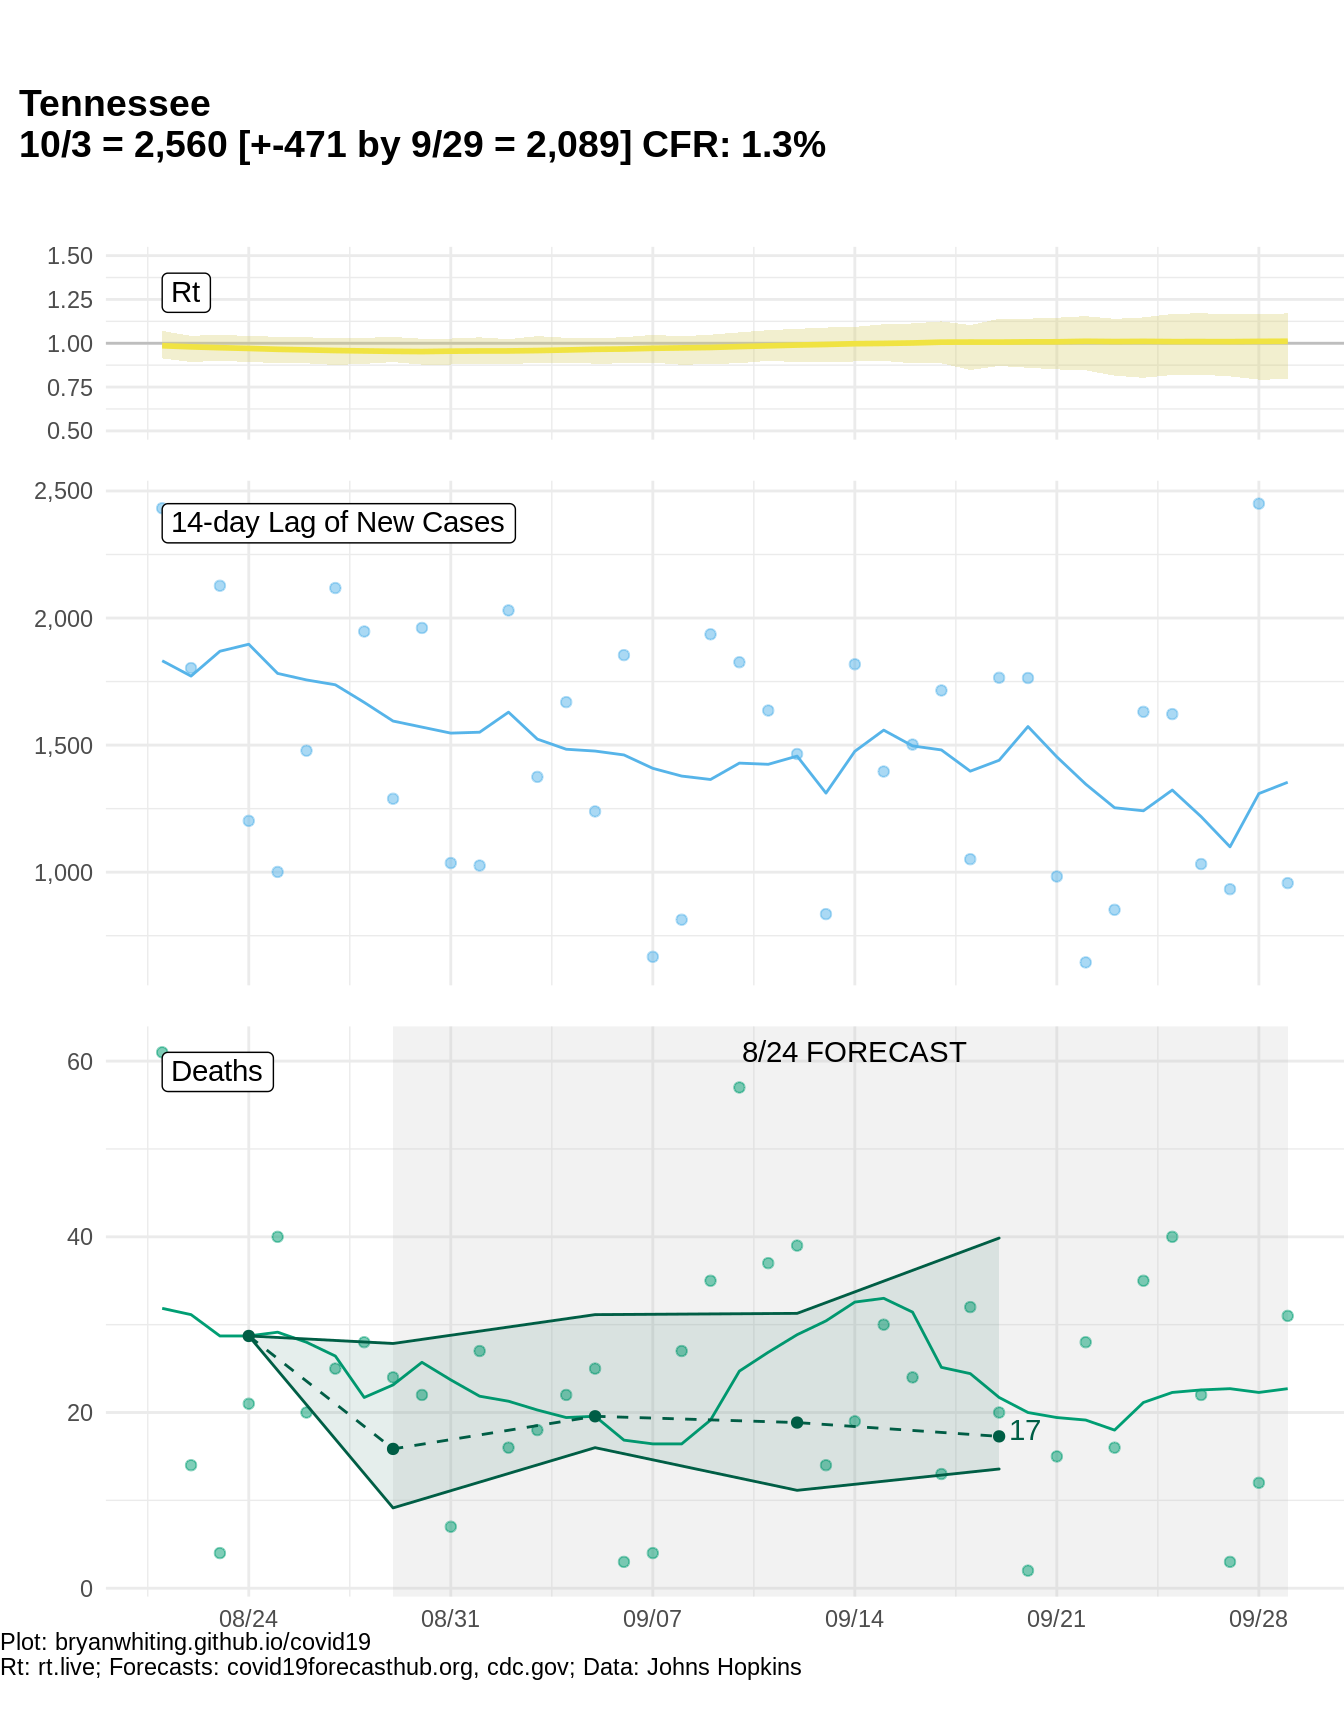 Tennessee
10/3 = 2,560 [+-471 by 9/29 = 2,089] CFR: 1.3%
1.50
Rt
1.25
1.00
0.75
0.50
2,500
14-day Lag of New Cases
2,000
1,500
1,000
8/24 FORECAST
60
Deaths
40
20
17
0
08/24 08/31 09/07 09/14 09/21 09/28
Plot: bryanwhiting.github.io/covid19
Rt: rt.live; Forecasts: covid19forecasthub.org, cdc.gov; Data: Johns Hopkins